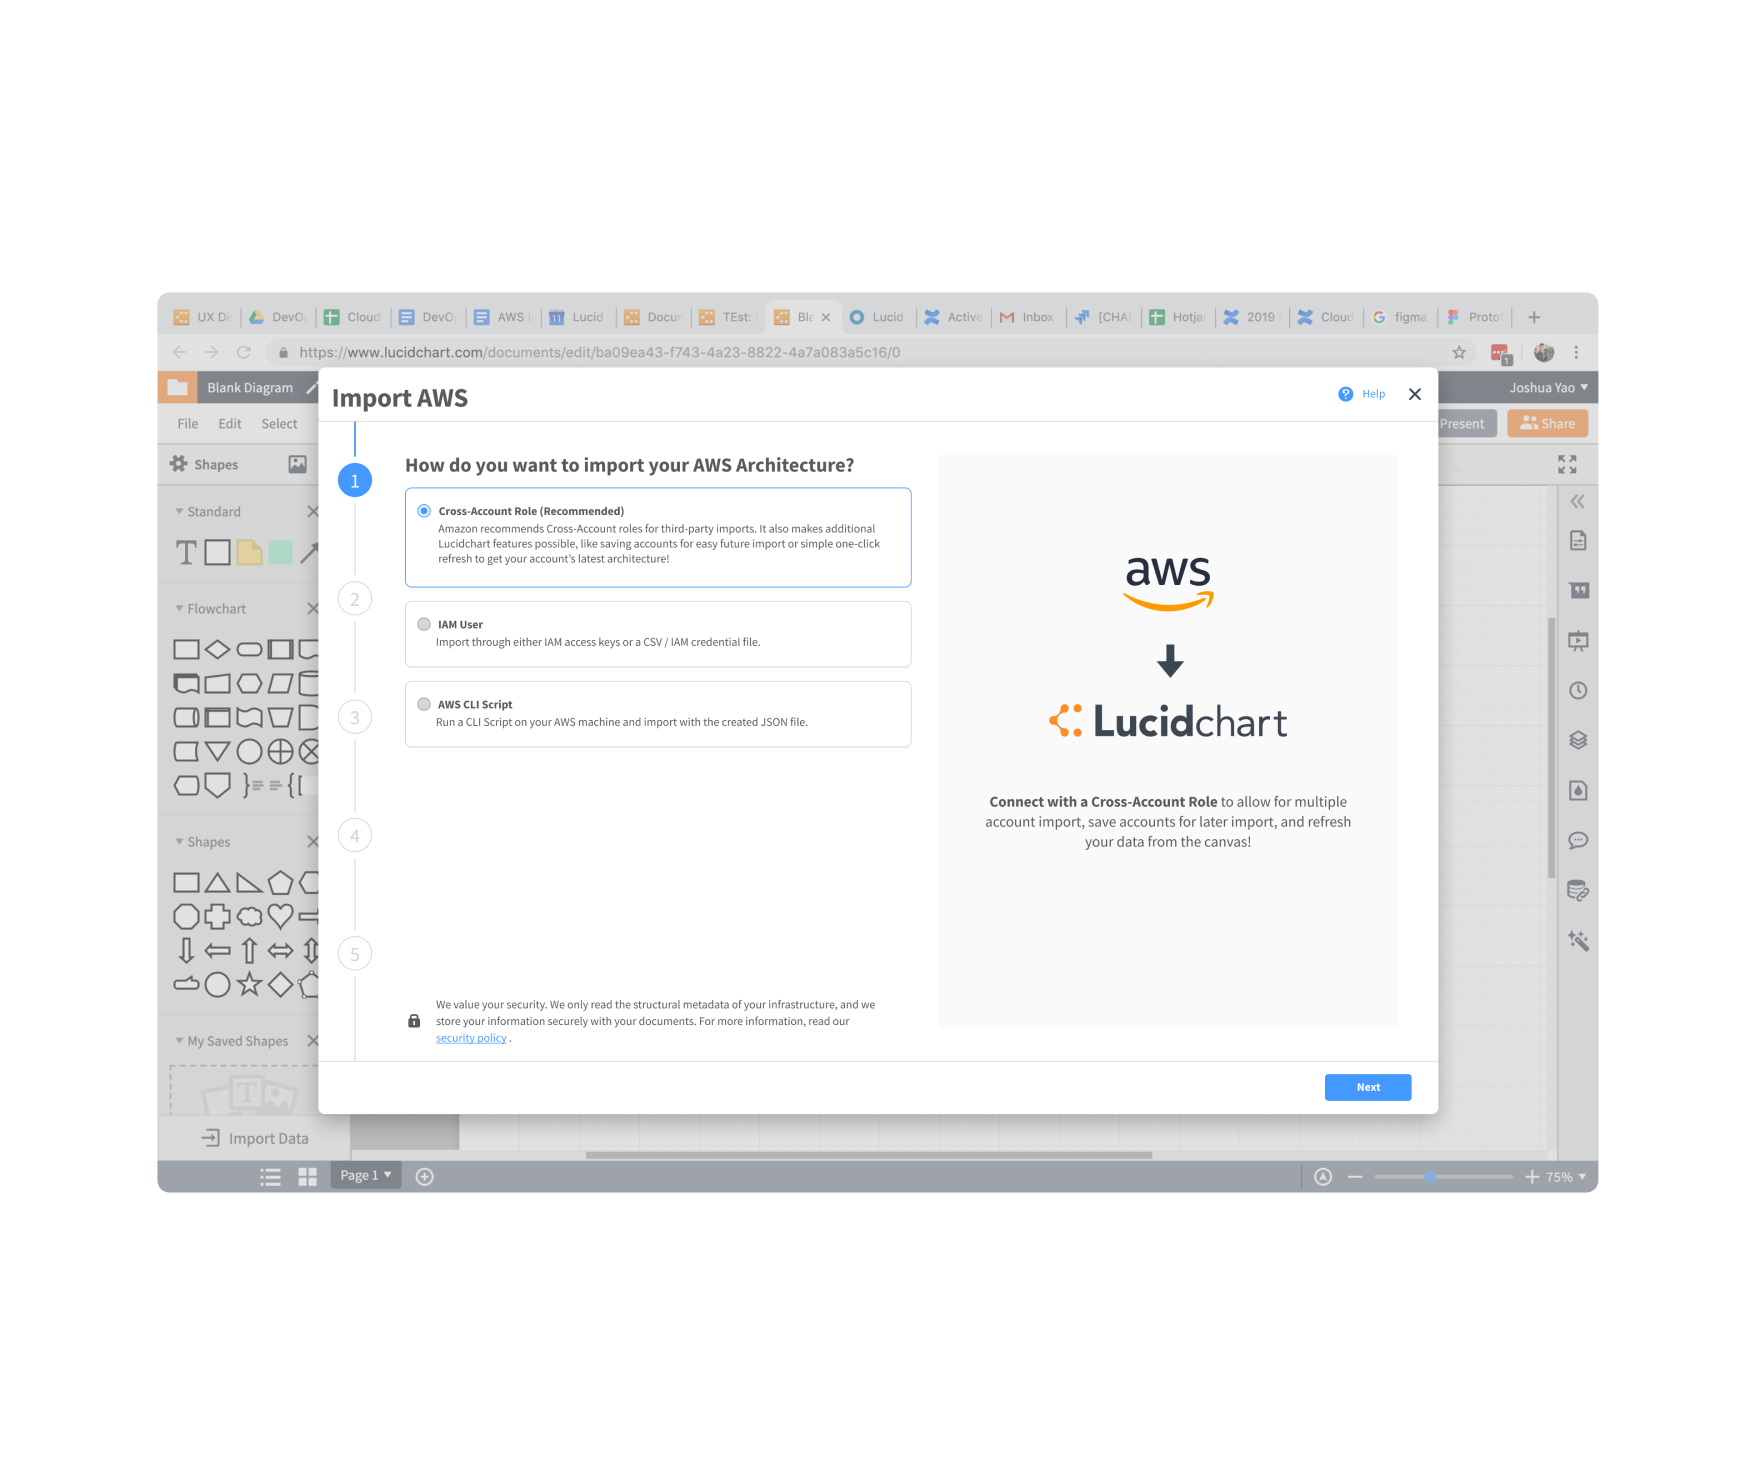 UX Di
DevO
Cloud
DevO
AWS
11
Lucid
Docun
TEst:
Bla
Lucid
Active
Inbox
[CHAI
Hotjar
2019
Cloud
figma
Proto
https://www.lucidchart.com/documents/edit/ba09ea43-f743-4a23-8822-4a7a083a5c16/0
1
Blank Diagram
Joshua Yao
File Edit Select
Present
Share
Shapes
Standard
T
Flowchart
Shapes
My Saved Shapes
T
Import Data
Import AWS
? Help
1
2
3
4
5
How do you want to import your AWS Architecture?
Cross-Account Role (Recommended)
Amazon recommends Cross-Account roles for third-party imports. It also makes additional
Lucidchart features possible, like saving accounts for easy future import or simple one-click
refresh to get your account's latest architecture!
IAM User
Import through either IAM access keys or a CSV / IAM credential file.
AWS CLI Script
Run a CLI Script on your AWS machine and import with the created JSON file.
We value your security. We only read the structural metadata of your infrastructure, and we
store your information securely with your documents. For more information, read our
security policy .
aws
Lucidchart
Connect with a Cross-Account Role to allow for multiple
account import, save accounts for later import, and refresh
your data from the canvas!
Next
Page 1
75%